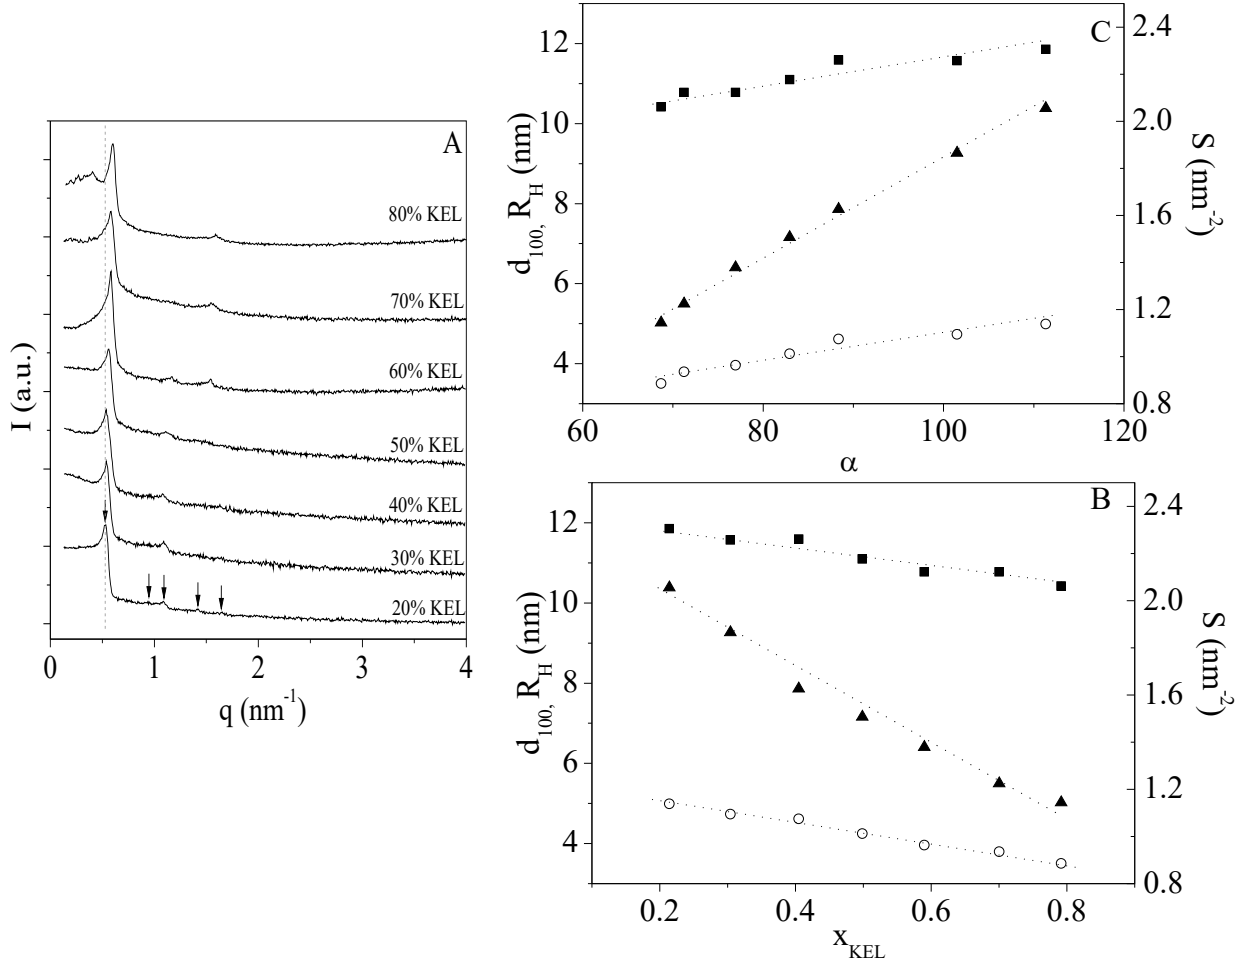 A
80% KEL
70% KEL
60% KEL
50% KEL
40% KEL
30% KEL
20% KEL
I (a.u.)
0 1 2 3 4
q (nm-1)
C
12
10
8
6
4
2.4
2.0
1.6
1.2
0.8
d100, RH (nm)
S (nm-2)
60 80 100 120
α
B
12
10
8
6
4
2.4
2.0
1.6
1.2
0.8
d100, RH (nm)
S (nm-2)
0.2 0.4 0.6 0.8
xKEL